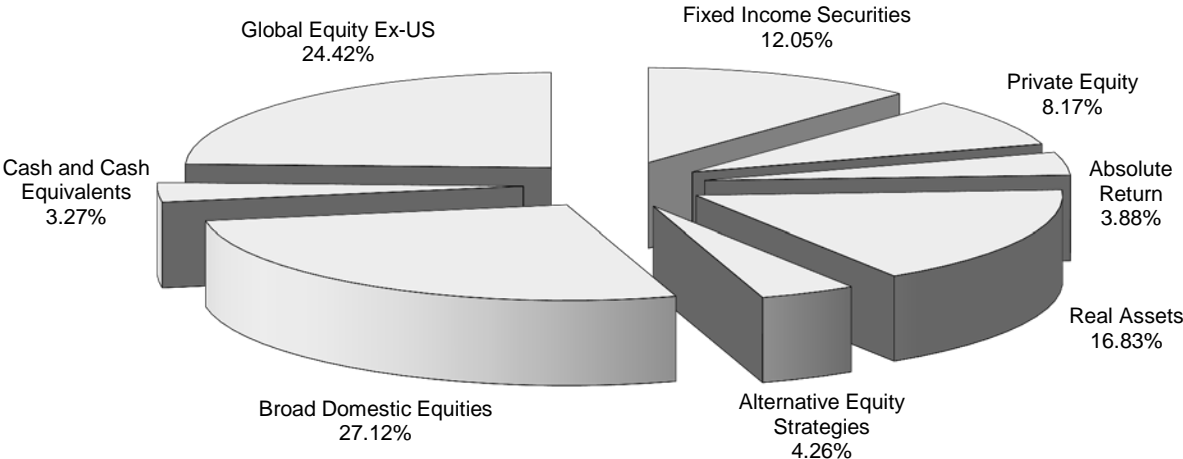 Global Equity Ex-US
24.42%
Fixed Income Securities
12.05%
Private Equity
8.17%
Absolute
Return
3.88%
Real Assets
16.83%
Alternative Equity
Strategies
4.26%
Broad Domestic Equities
27.12%
Cash and Cash
Equivalents
3.27%